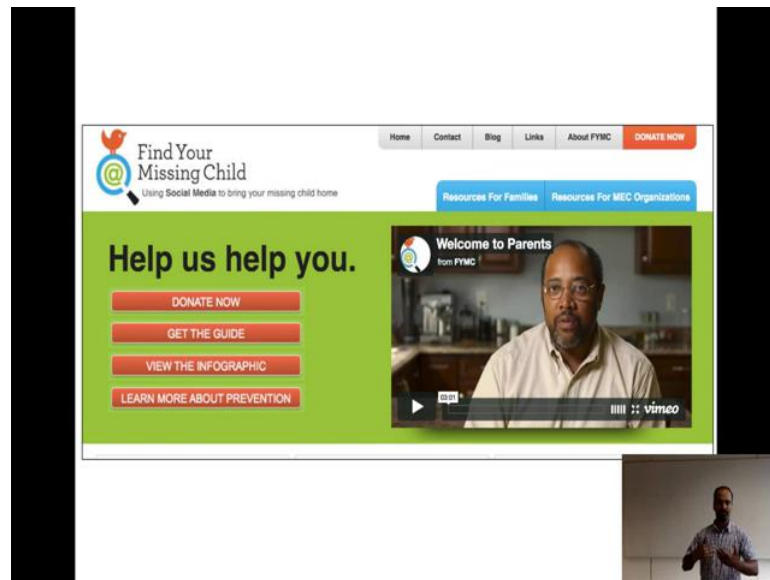 Home Contact Blog Links About FYMC DONATE NOW
Find Your
Missing Child
Using Social Media to bring your missing child home
Resources For Families Resources For MEC Organizations
Help us help you.
DONATE NOW
GET THE GUIDE
VIEW THE INFOGRAPHIC
LEARN MORE ABOUT PREVENTION
Welcome to Parents
from FYMC
03:01
vimeo